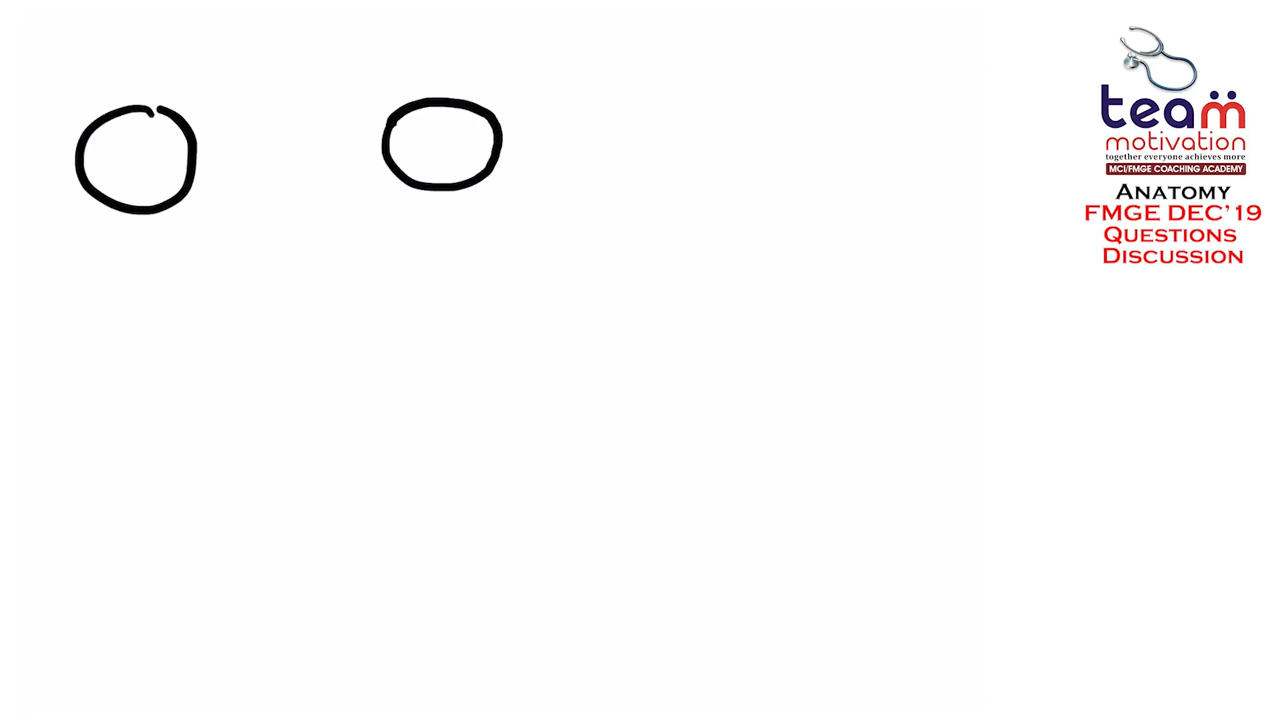 team
motivation
together everyone achieves more
MCI/FMGE COACHING ACADEMY
ANATOMY
FMGE DEC'19
QUESTIONS
DISCUSSION